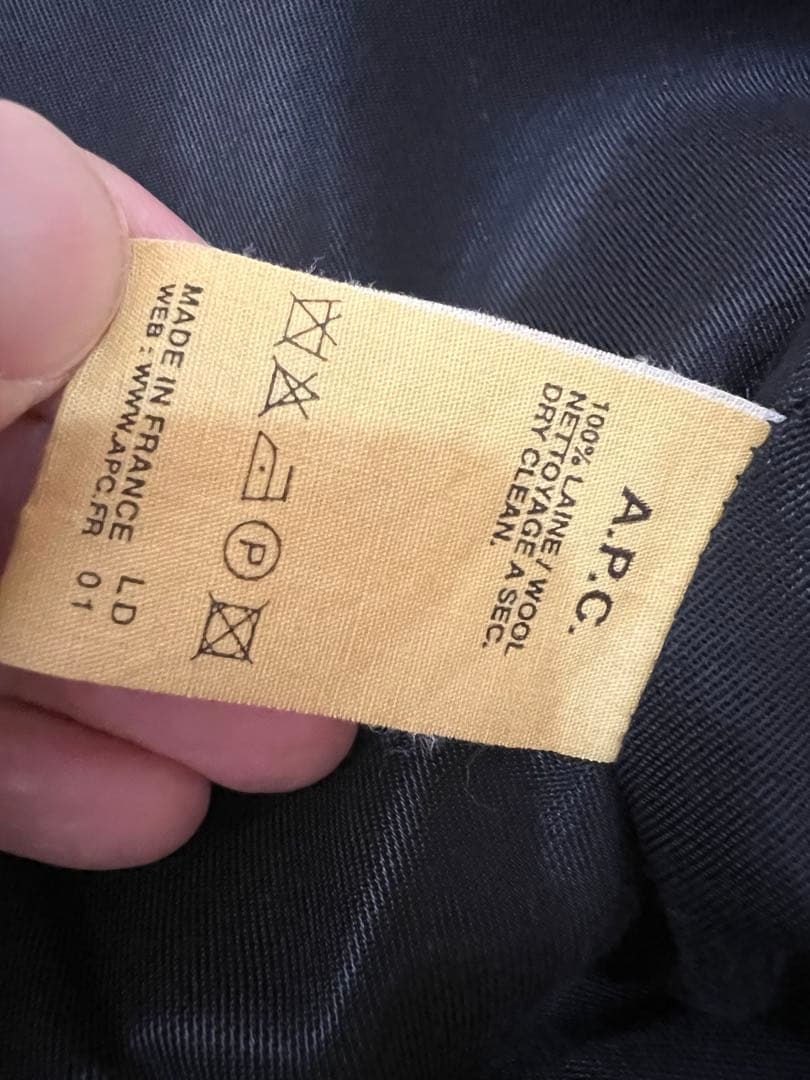 A.P.C.
100% LAINE / WOOL
NETTOYAGE A SEC.
DRY CLEAN.
P
MADE IN FRANCE LD
WEB : WWW.APC.FR 01